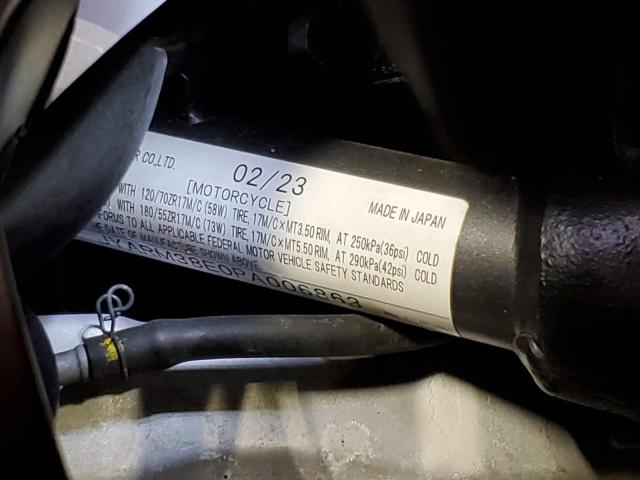 R CO.,LTD.
02/23
MADE IN JAPAN
[MOTORCYCLE]
WITH 120/70ZR17M/C (58W) TIRE, 17M/C×MT3.50 RIM, AT 250kPa(36psi) COLD
WITH 180/55ZR17M/C (73W) TIRE, 17M/C×MT5.50 RIM, AT 290kPa(42psi) COLD
FORMS TO ALL APPLICABLE FEDERAL MOTOR VEHICLE SAFETY STANDARDS
E DATE OF MANUFACTURE SHOWN ABOVE
JYARM38E0PA006863